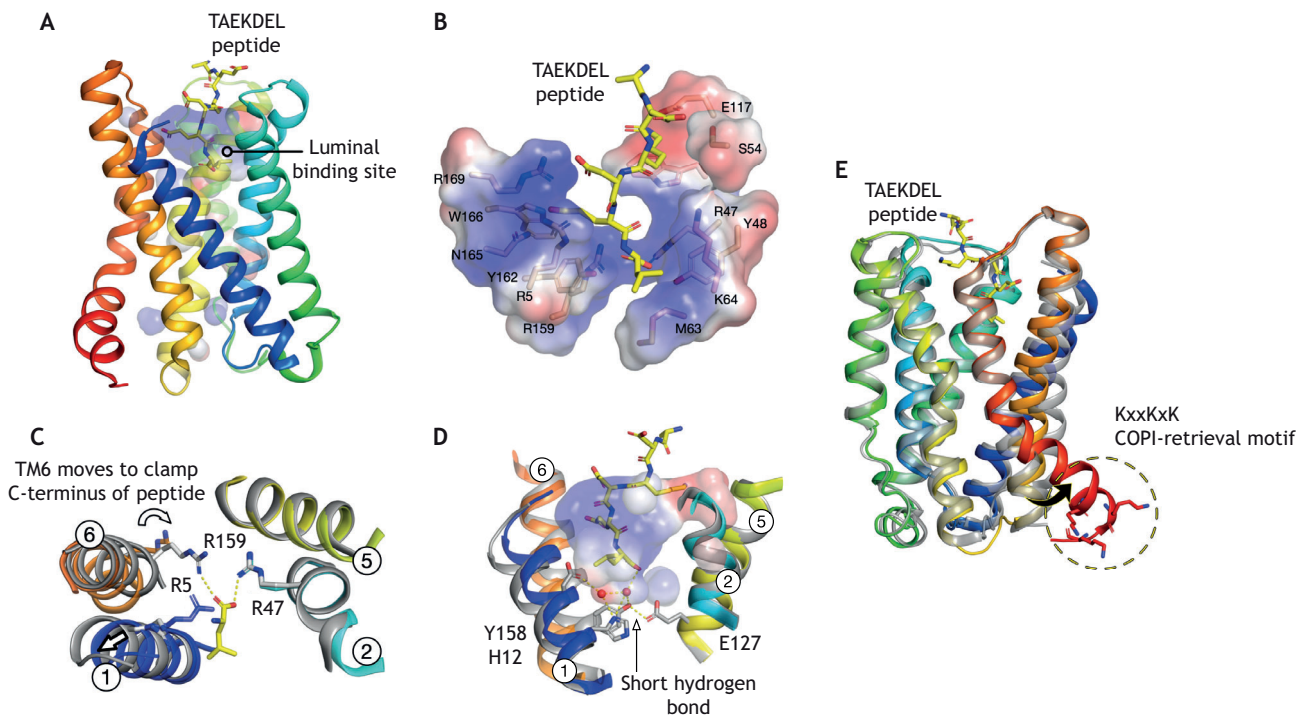 A
TAEKDEL
peptide
Luminal
binding site
B
TAEKDEL
peptide
E117
S54
R169
W166
N165
Y162
R5
R159
R47
Y48
K64
M63
C
TM6 moves to clamp
C-terminus of peptide
6
R159
R5
R47
5
1
2
D
6
5
2
Y158
H12
E127
1
Short hydrogen
bond
E
TAEKDEL
peptide
KxxKxK
COPI-retrieval motif